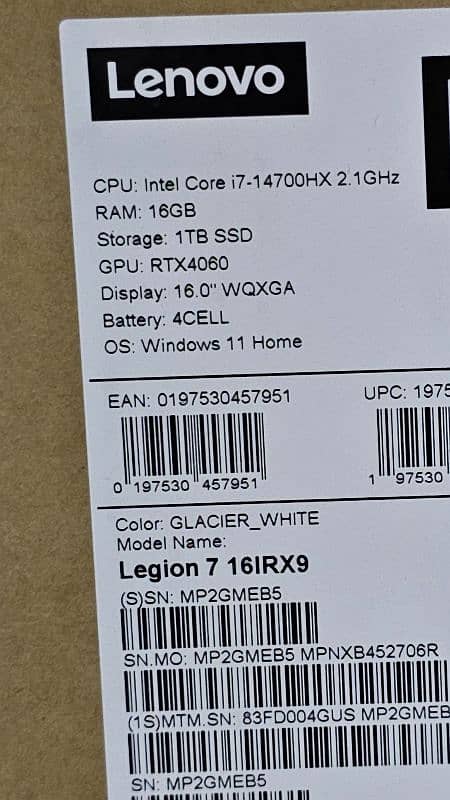 Lenovo
CPU: Intel Core i7-14700HX 2.1GHz
RAM: 16GB
Storage: 1TB SSD
GPU: RTX4060
Display: 16.0" WQXGA
Battery: 4CELL
OS: Windows 11 Home
EAN: 0197530457951 UPC: 1975
0 197530 457951 1 97530
Color: GLACIER_WHITE
Model Name:
Legion 7 16IRX9
(S)SN: MP2GMEB5
SN.MO: MP2GMEB5 MPNXB452706R
(1S)MTM.SN: 83FD004GUS MP2GMEB
SN: MP2GMEB5